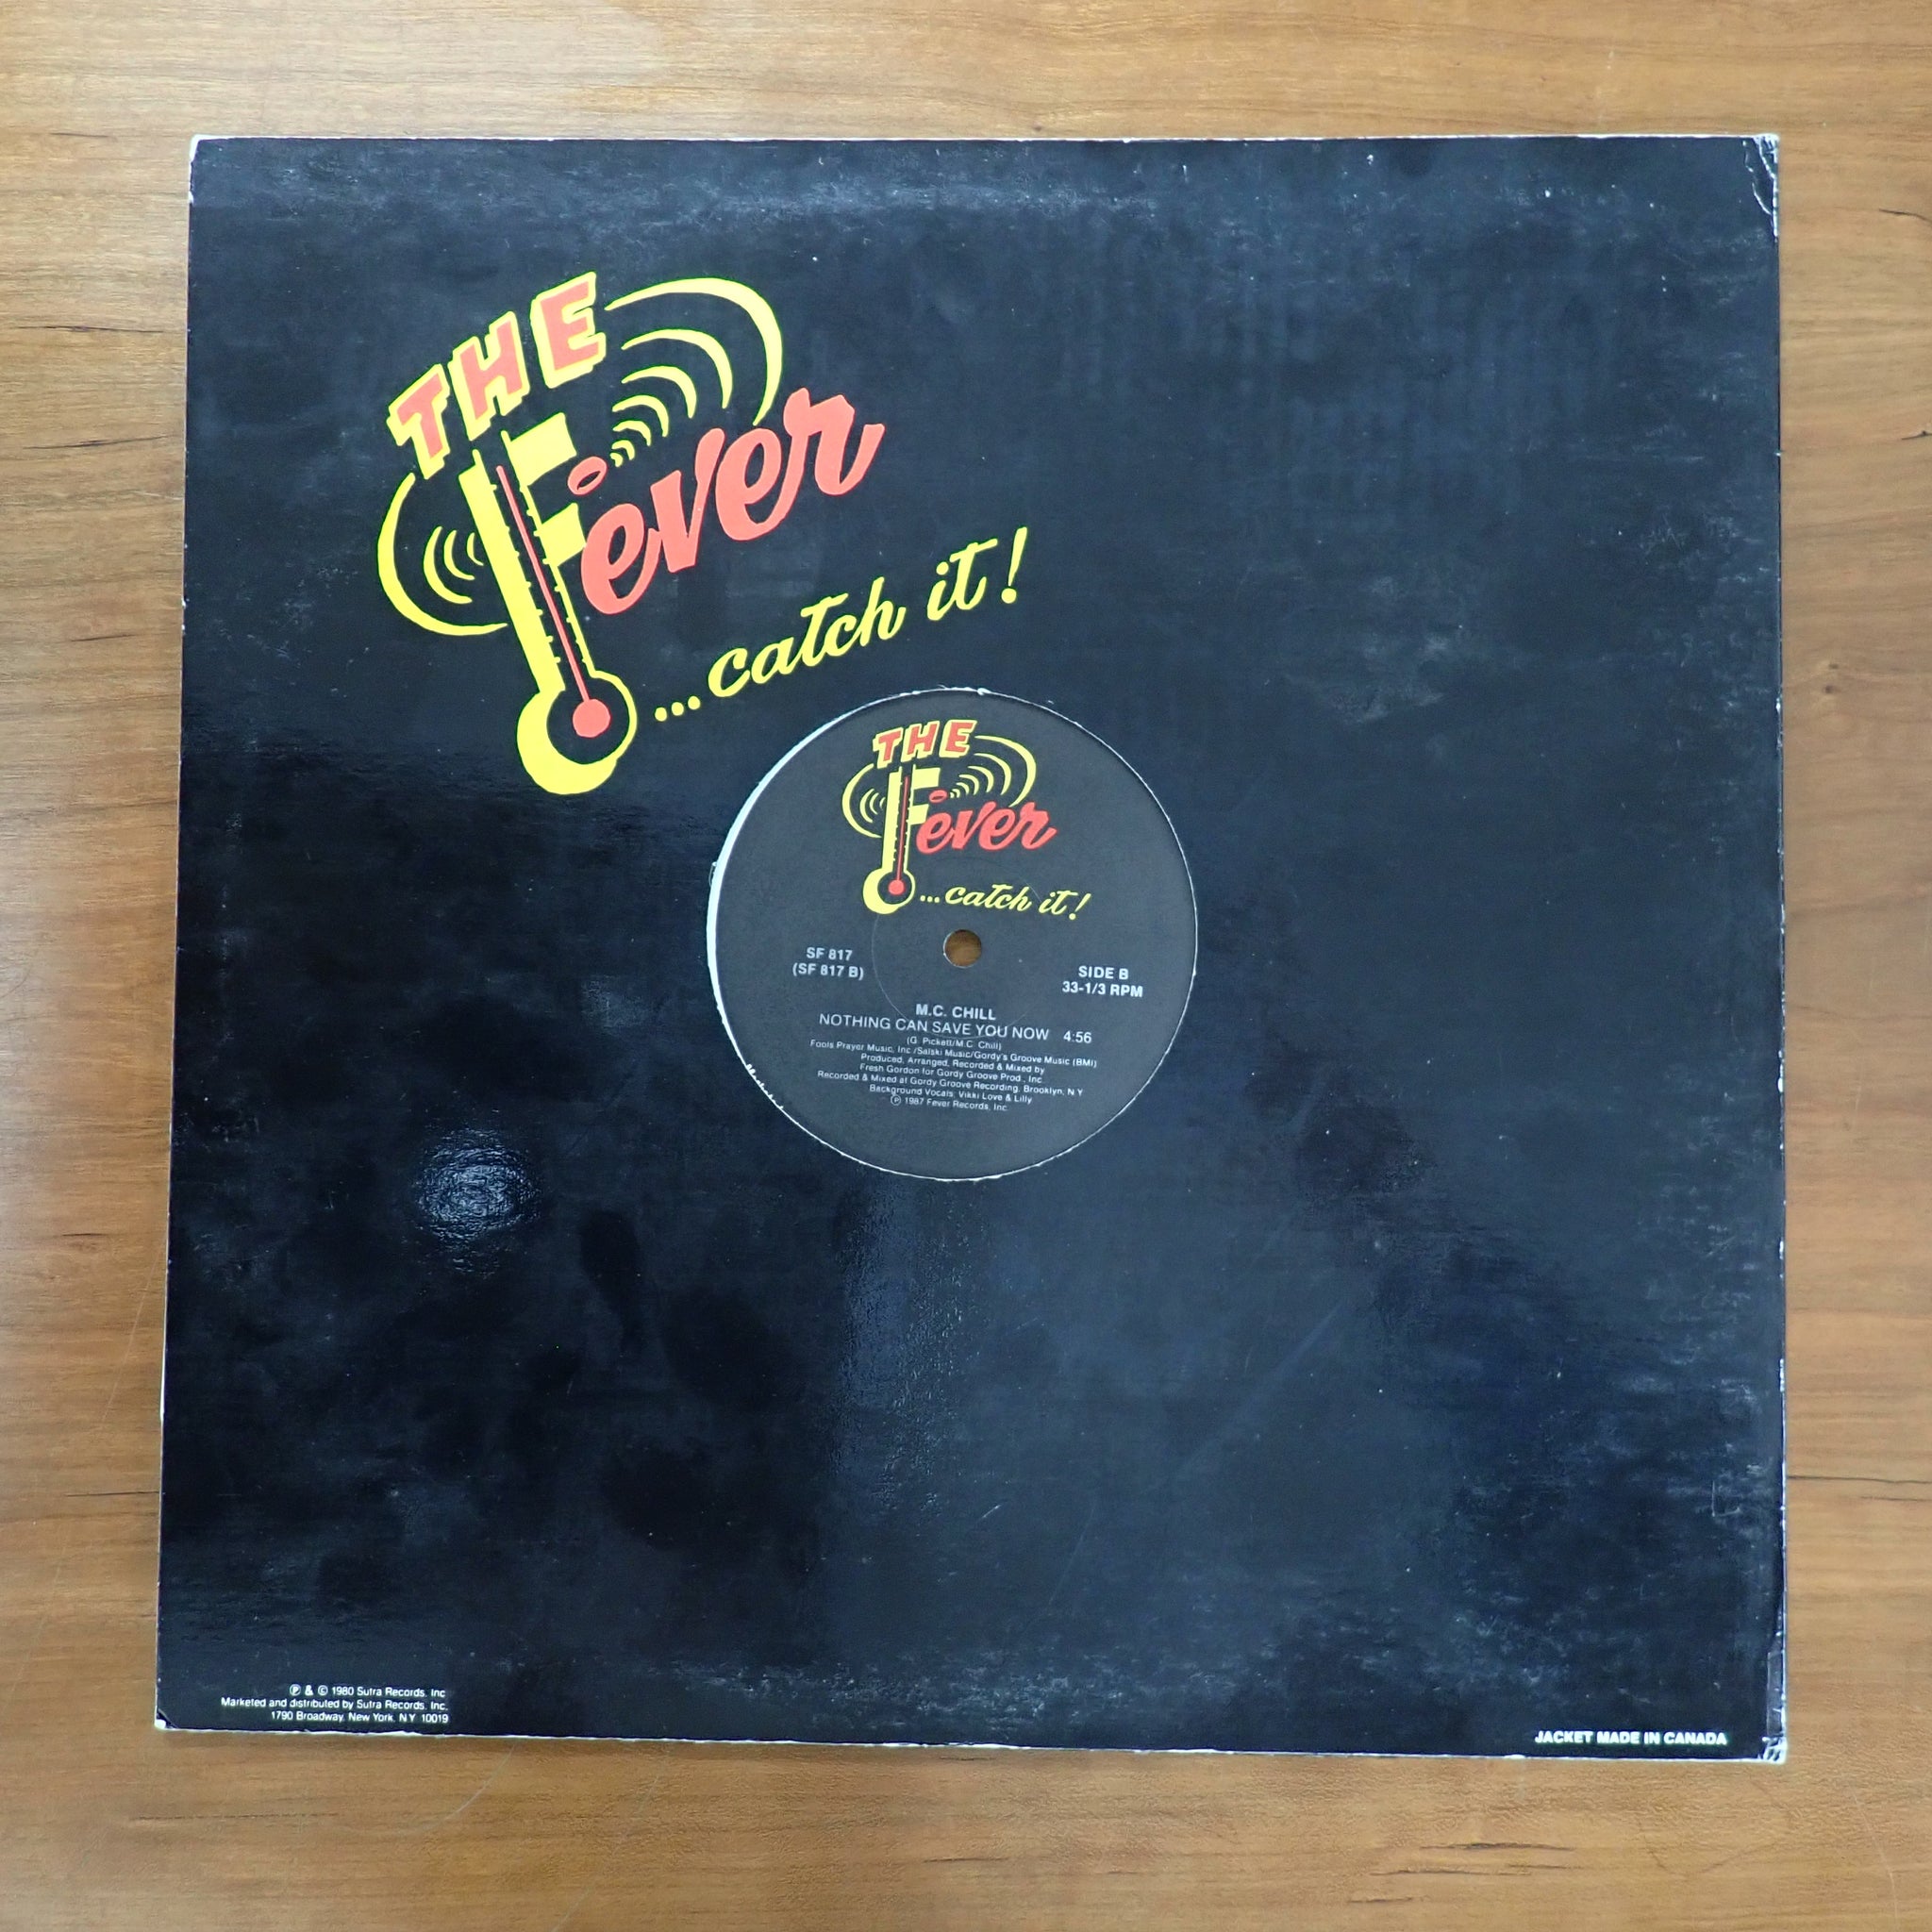 THE
Fever
...catch it!
THE
Fever
...catch it!
SF 817
(SF 817 B)
SIDE B
33-1/3 RPM
M.C. CHILL
NOTHING CAN SAVE YOU NOW 4:56
(G. Pickett/M.C. Chill)
Fools Prayer Music, Inc./Salski Music/Gordy's Groove Music (BMI)
Produced, Arranged, Recorded & Mixed by
Fresh Gordon for Gordy Groove Prod., Inc.
Recorded & Mixed at Gordy Groove Recording, Brooklyn, N.Y.
Background Vocals: Vikki Love & Lilly
℗ 1987 Fever Records, Inc.
℗ & © 1980 Sutra Records, Inc.
Marketed and distributed by Sutra Records, Inc.
1790 Broadway, New York, N.Y. 10019
JACKET MADE IN CANADA